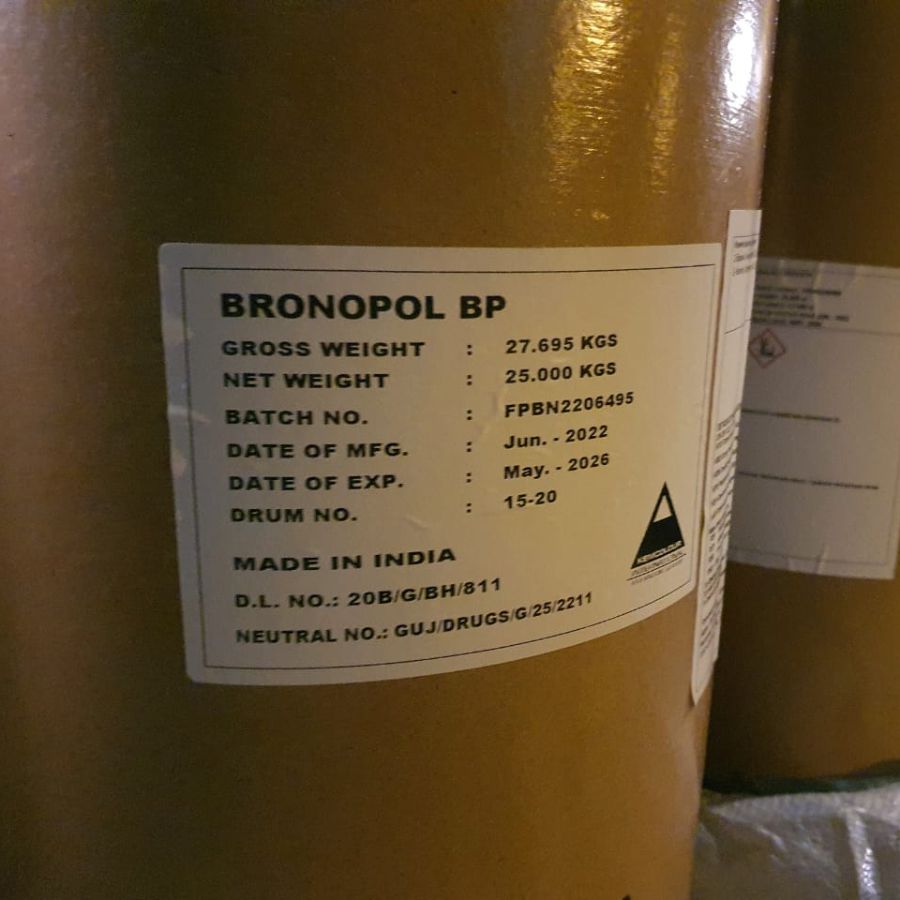 BRONOPOL BP
GROSS WEIGHT : 27.695 KGS
NET WEIGHT : 25.000 KGS
BATCH NO. : FPBN2206495
DATE OF MFG. : Jun. - 2022
DATE OF EXP. : May. - 2026
DRUM NO. : 15-20
MADE IN INDIA
D.L. NO.: 20B/G/BH/811
NEUTRAL NO.: GUJ/DRUGS/G/25/2211
KEMCOLOUR
INTERNATIONAL